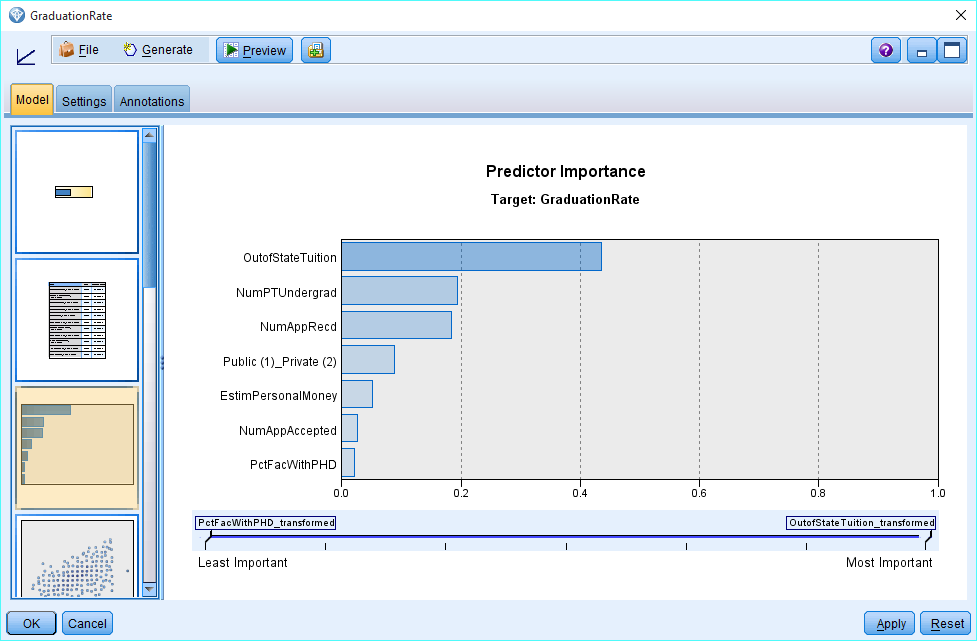 GraduationRate
File Generate Preview
Model Settings Annotations
Predictor Importance
Target: GraduationRate
OutofStateTuition
NumPTUndergrad
NumAppRecd
Public (1)_Private (2)
EstimPersonalMoney
NumAppAccepted
PctFacWithPHD
0.0 0.2 0.4 0.6 0.8 1.0
PctFacWithPHD_transformed OutofStateTuition_transformed
Least Important Most Important
OK Cancel Apply Reset